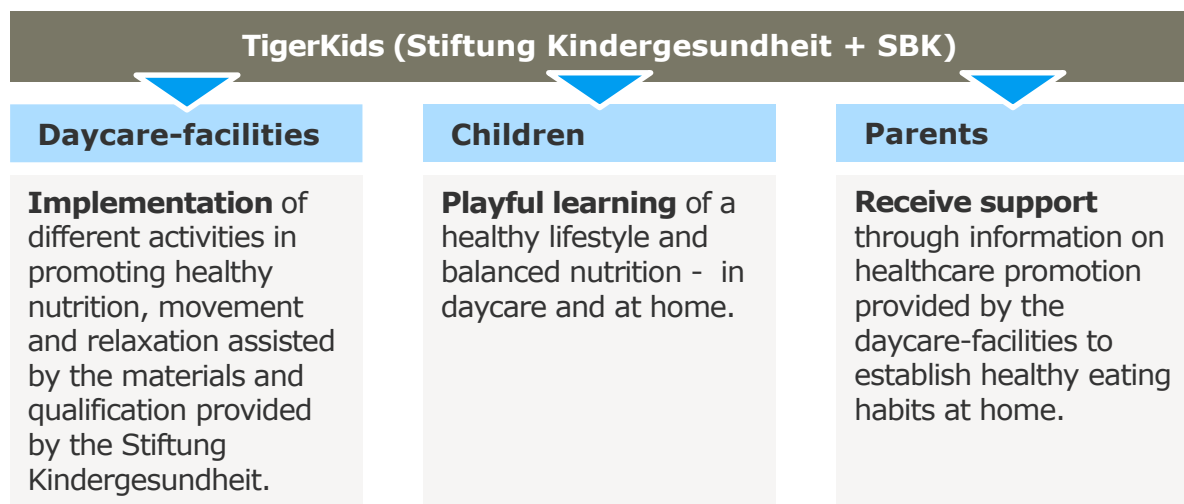 TigerKids (Stiftung Kindergesundheit + SBK)
Daycare-facilities
Implementation of
different activities in
promoting healthy
nutrition, movement
and relaxation assisted
by the materials and
qualification provided
by the Stiftung
Kindergesundheit.
Children
Playful learning of a
healthy lifestyle and
balanced nutrition -  in
daycare and at home.
Parents
Receive support
through information on
healthcare promotion
provided by the
daycare-facilities to
establish healthy eating
habits at home.